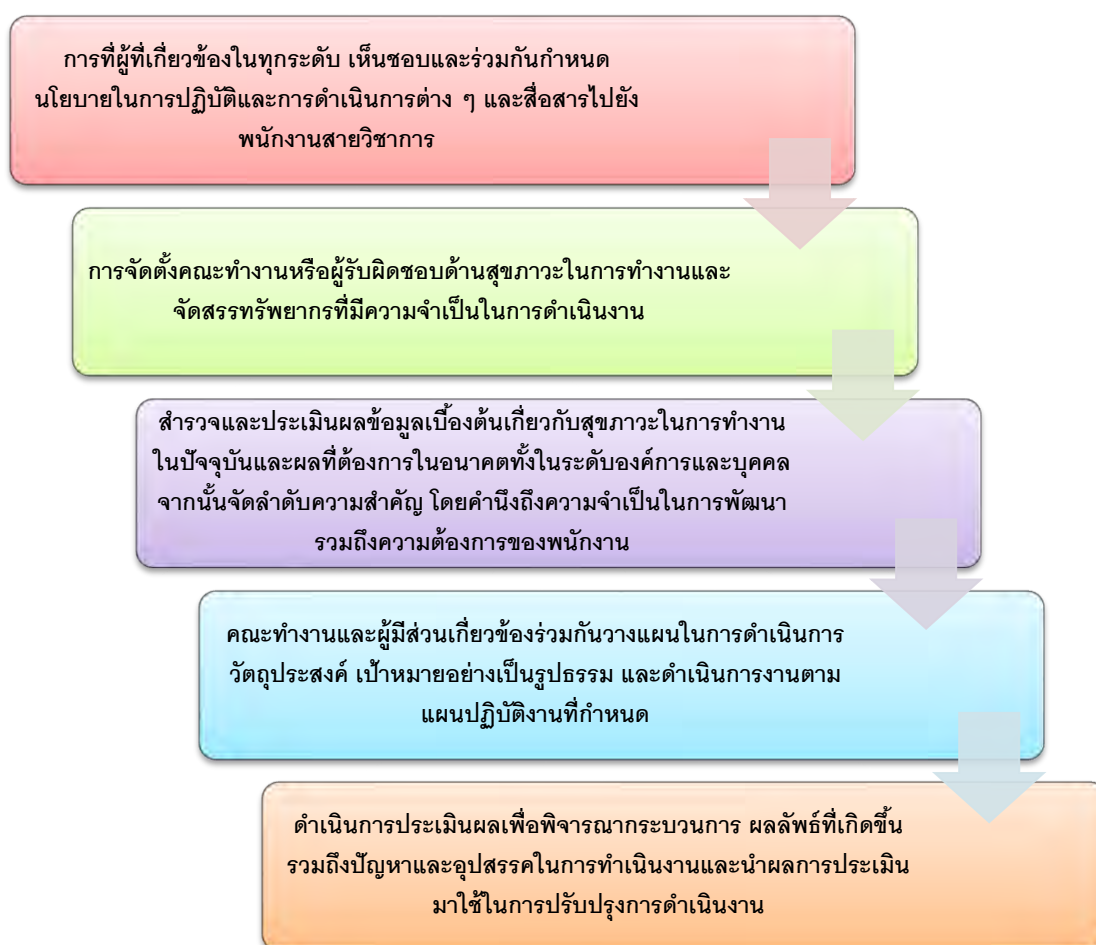 การที่ผู้ที่เกี่ยวข้องในทุกระดับ เห็นชอบและร่วมกันกำหนด
นโยบายในการปฏิบัติและการดำเนินการต่าง ๆ และสื่อสารไปยัง
พนักงานสายวิชาการ
การจัดตั้งคณะทำงานหรือผู้รับผิดชอบด้านสุขภาวะในการทำงานและ
จัดสรรทรัพยากรที่มีความจำเป็นในการดำเนินงาน
สำรวจและประเมินผลข้อมูลเบื้องต้นเกี่ยวกับสุขภาวะในการทำงาน
ในปัจจุบันและผลที่ต้องการในอนาคตทั้งในระดับองค์การและบุคคล
จากนั้นจัดลำดับความสำคัญ โดยคำนึงถึงความจำเป็นในการพัฒนา
รวมถึงความต้องการของพนักงาน
คณะทำงานและผู้มีส่วนเกี่ยวข้องร่วมกันวางแผนในการดำเนินการ
วัตถุประสงค์ เป้าหมายอย่างเป็นรูปธรรม และดำเนินการงานตาม
แผนปฏิบัติงานที่กำหนด
ดำเนินการประเมินผลเพื่อพิจารณากระบวนการ ผลลัพธ์ที่เกิดขึ้น
รวมถึงปัญหาและอุปสรรคในการทำเนินงานและนำผลการประเมิน
มาใช้ในการปรับปรุงการดำเนินงาน